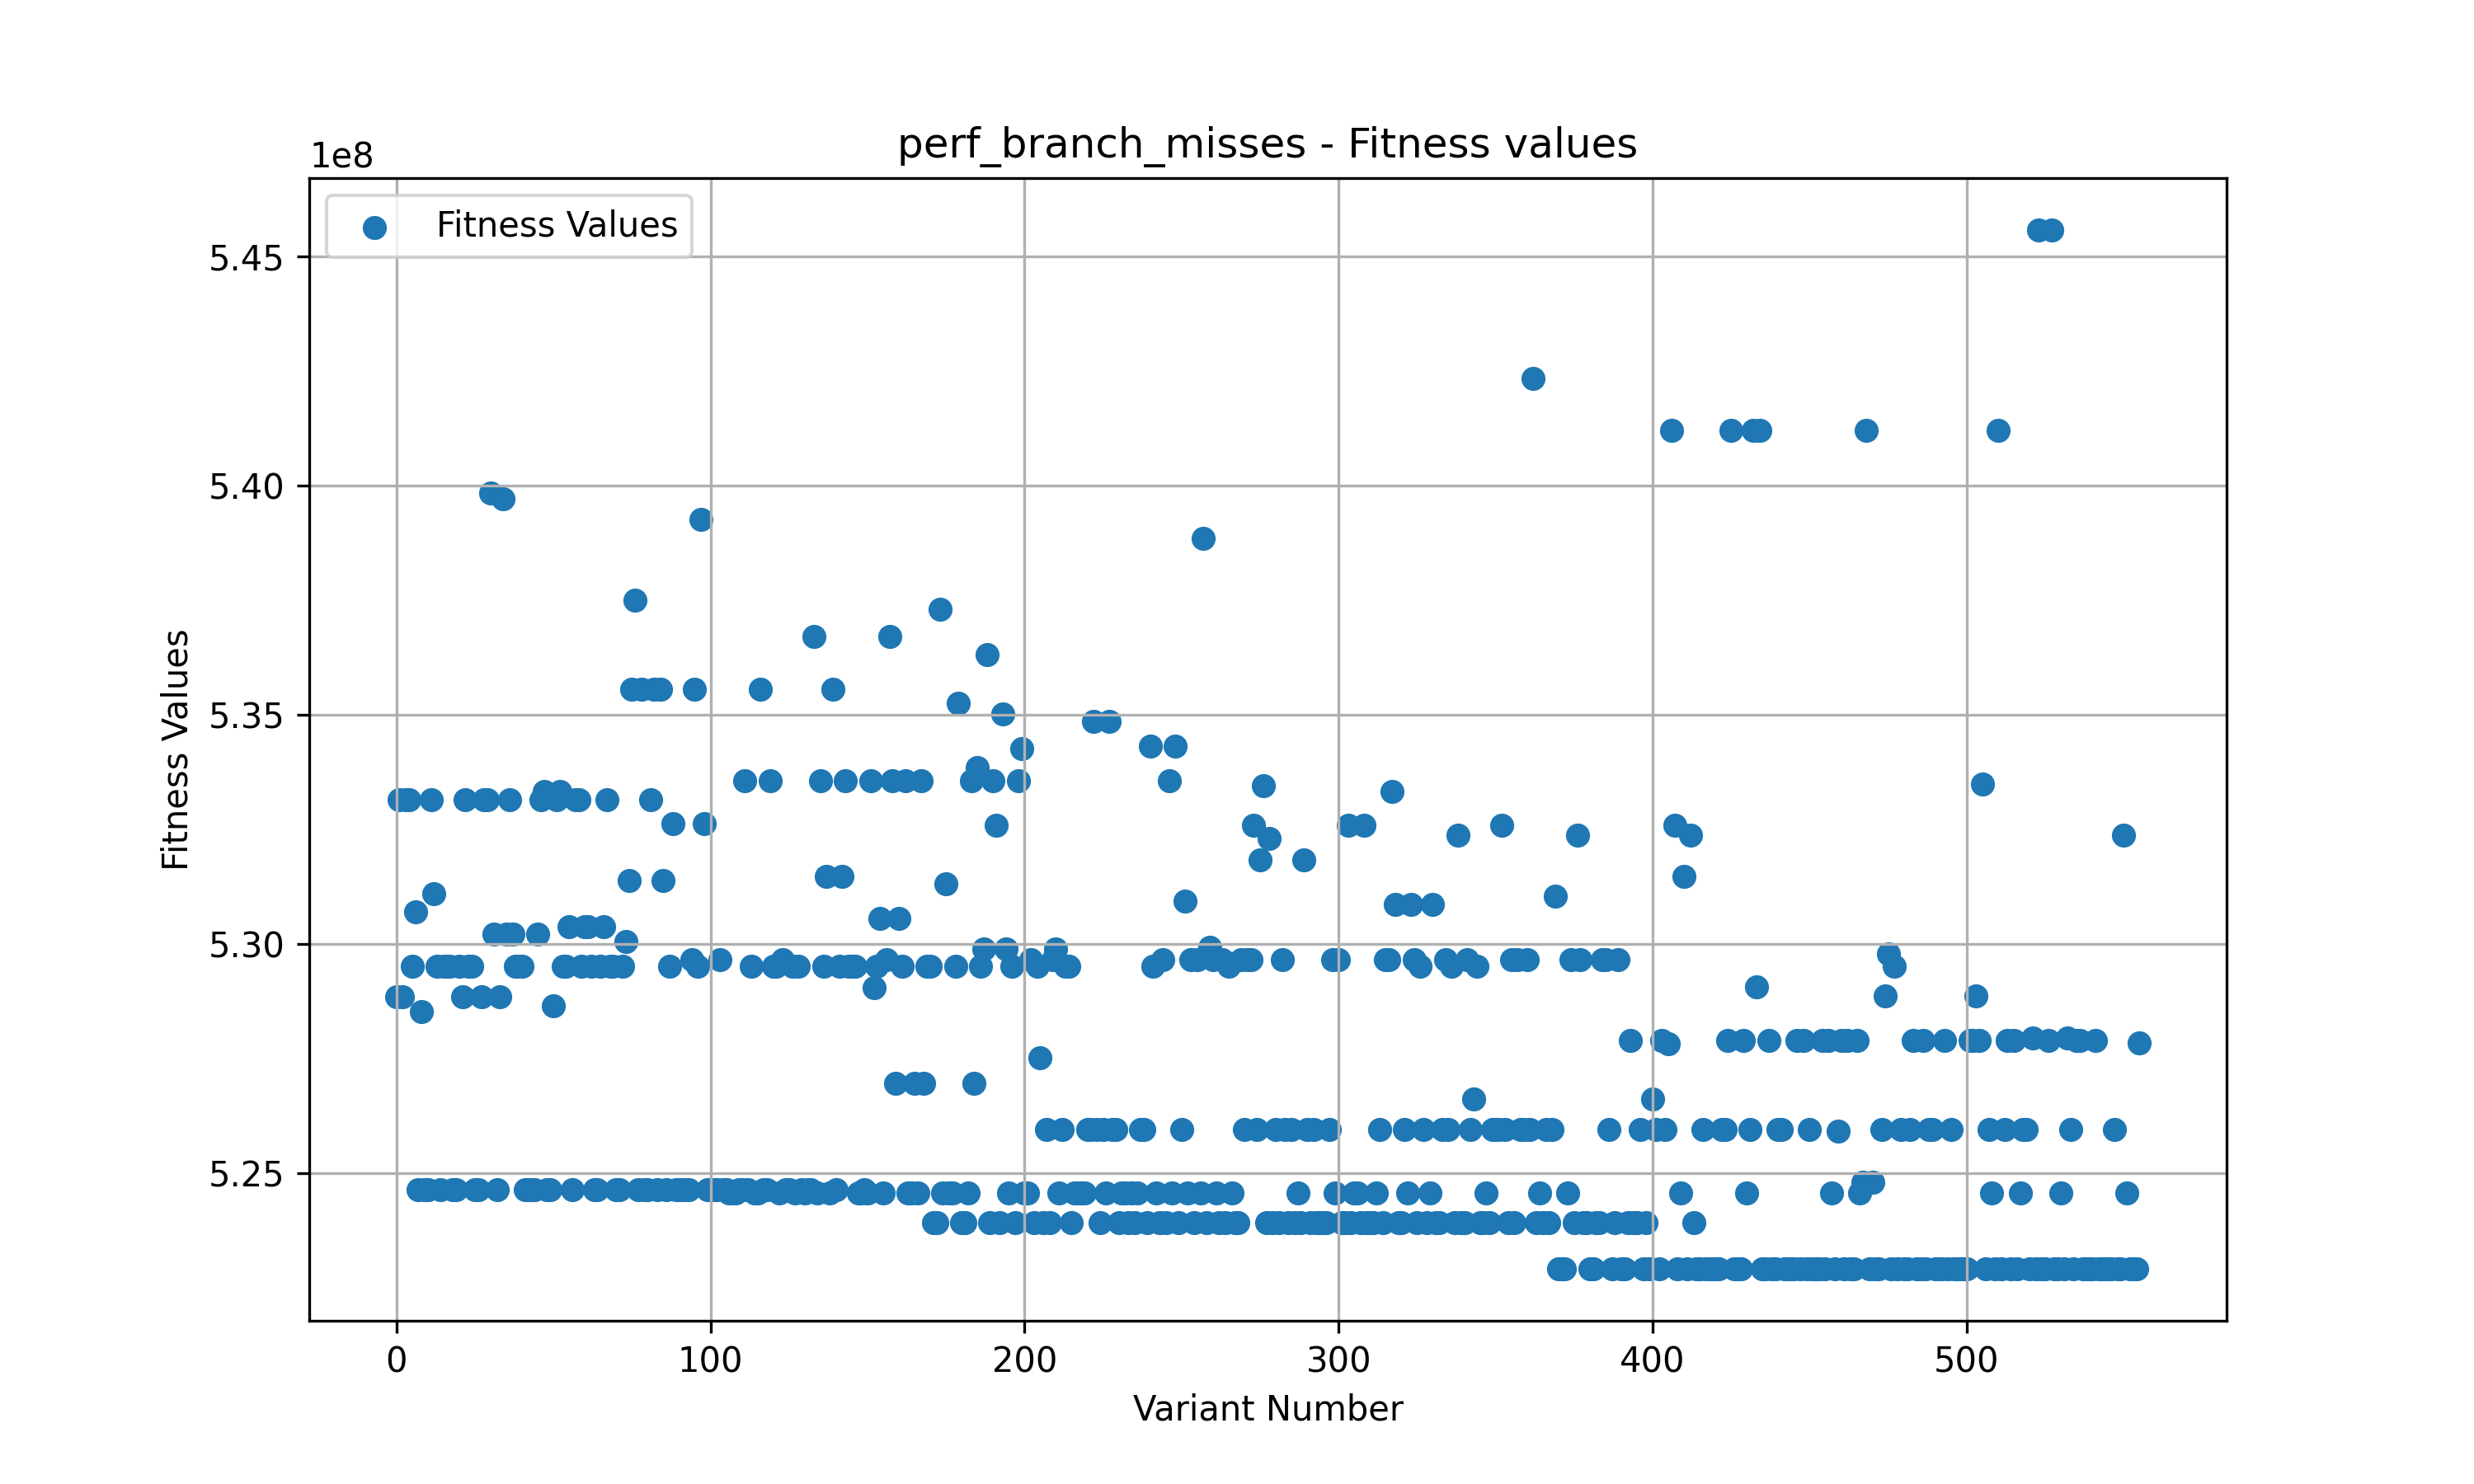 perf_branch_misses - Fitness values
1e8
Fitness Values
5.45
5.40
5.35
5.30
5.25
Fitness Values
0 100 200 300 400 500
Variant Number